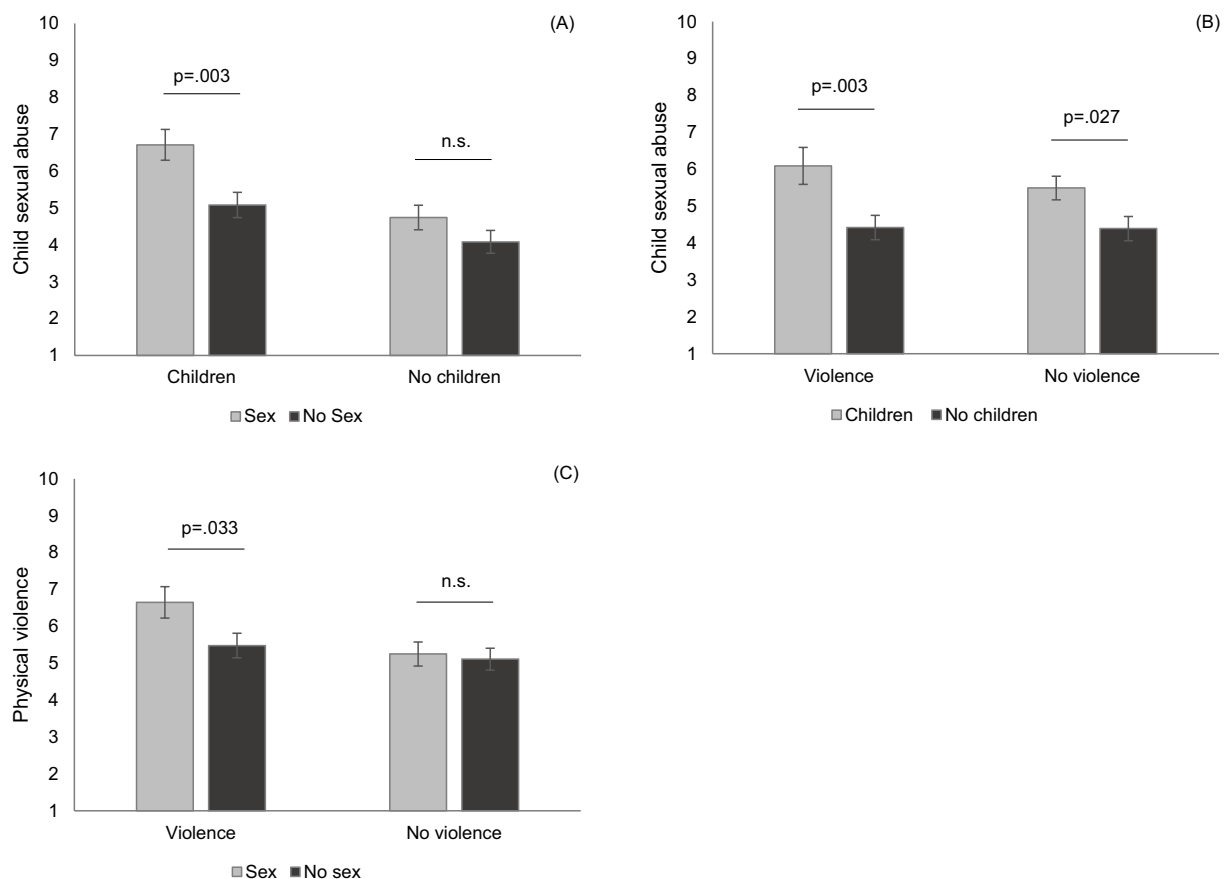 (A)
10
9
8
7
6
5
4
3
2
1
Child sexual abuse
p=.003
n.s.
Children
No children
Sex No Sex
(B)
10
9
8
7
6
5
4
3
2
1
Child sexual abuse
p=.003
p=.027
Violence
No violence
Children No children
(C)
10
9
8
7
6
5
4
3
2
1
Physical violence
p=.033
n.s.
Violence
No violence
Sex No sex